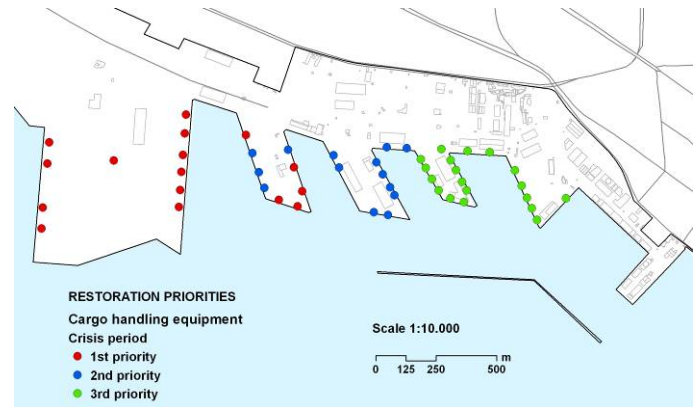 RESTORATION PRIORITIES
Cargo handling equipment
Crisis period
1st priority
2nd priority
3rd priority
Scale 1:10.000
m
0 125 250 500